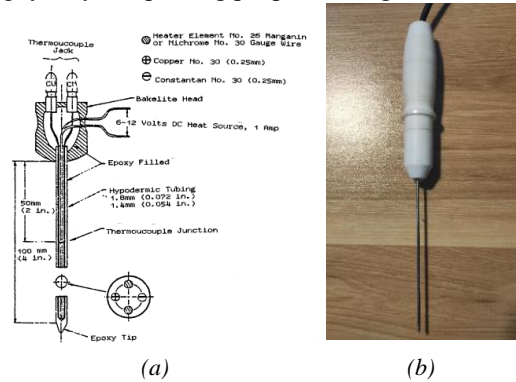 Thermoucouple
Jack
Heater Element No. 26 Manganin
or Nichrome No. 30 Gauge Wire
Copper No. 30 (0.25mm)
Constantan No. 30 (0.25mm)
CU
CN
Bakelite Head
6-12 Volts DC Heat Source, 1 Amp
Epoxy Filled
Hypodermic Tubing
1.8mm (0.072 in.)
1.4mm (0.054 in.)
50mm
(2 in.)
Thermocouple Junction
100 mm
(4 in.)
Epoxy Tip
(a)
(b)